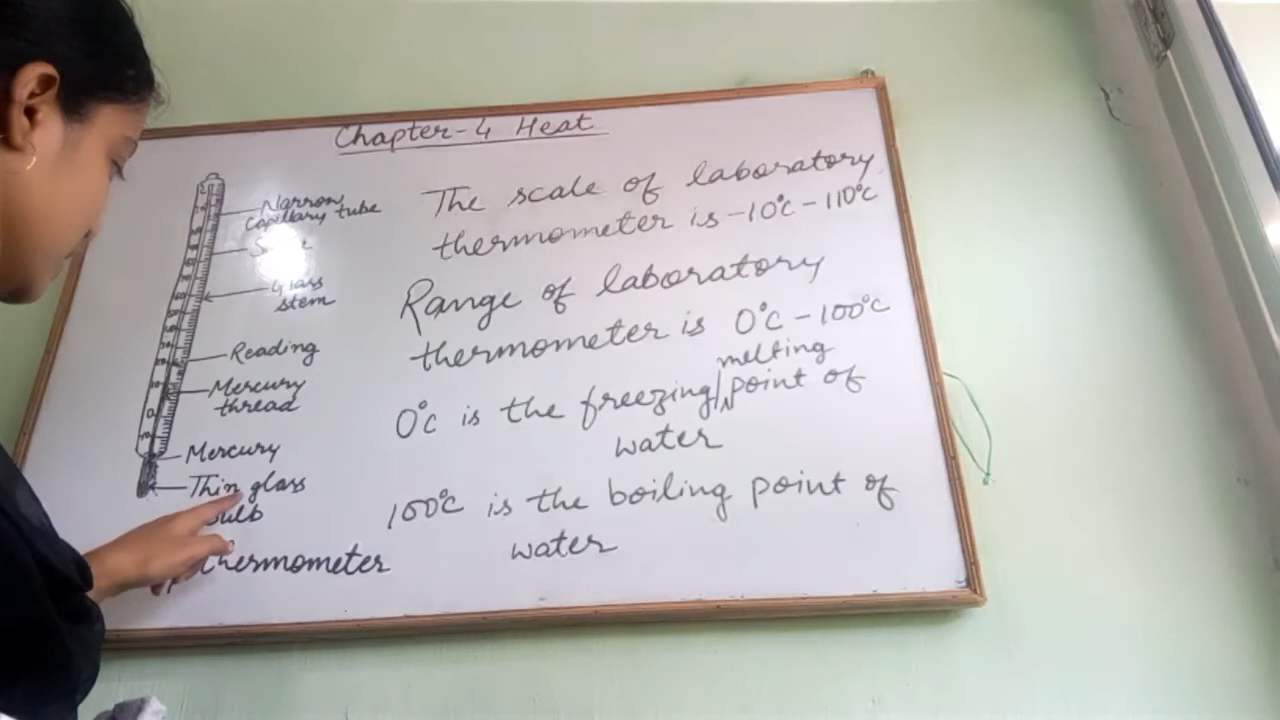 Chapter-4 Heat
Narrow
capillary tube
Glass
stem
Reading
Mercury
thread
Mercury
Thin glass
bulb
thermometer
The scale of laboratory
thermometer is -10°C - 110°C
Range of laboratory
thermometer is 0°C - 100°C
melting
0°C is the freezing/point of
water
100°C is the boiling point of
water